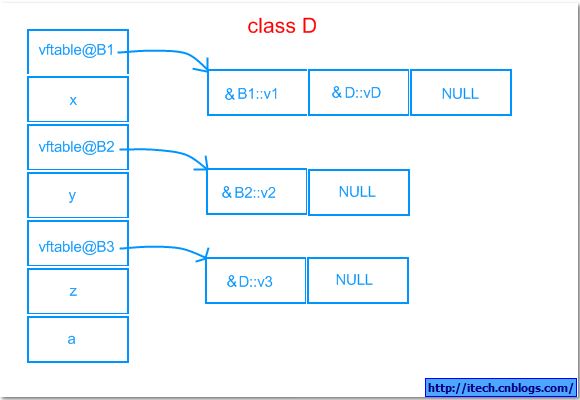 class D
vftable@B1
x
vftable@B2
y
vftable@B3
z
a
&B1::v1 &D::vD NULL
&B2::v2 NULL
&D::v3 NULL
http://itech.cnblogs.com/